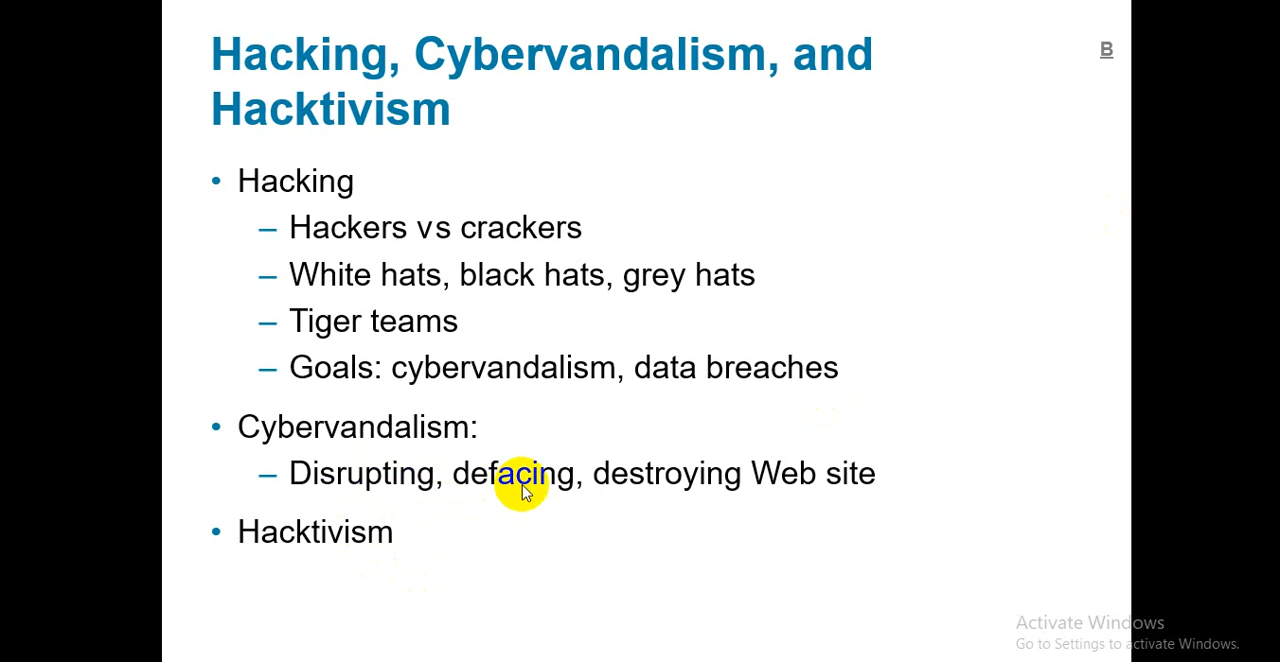 Hacking, Cybervandalism, and
Hacktivism
B
• Hacking
– Hackers vs crackers
– White hats, black hats, grey hats
– Tiger teams
– Goals: cybervandalism, data breaches
• Cybervandalism:
– Disrupting, defacing, destroying Web site
• Hacktivism
Activate Windows
Go to Settings to activate Windows.